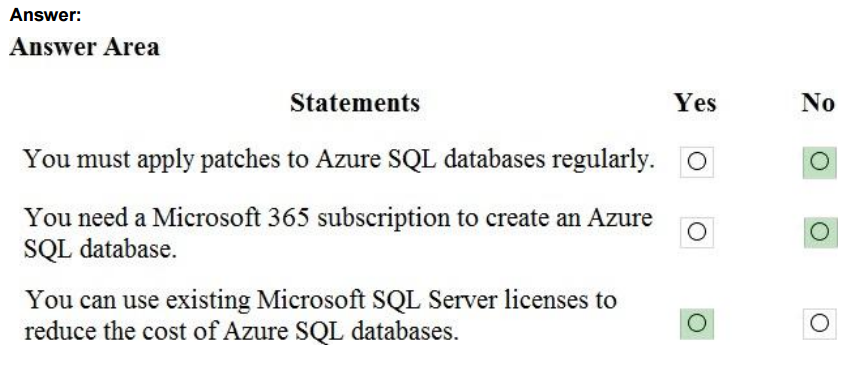 Answer:
Answer Area
Statements Yes No
You must apply patches to Azure SQL databases regularly.
You need a Microsoft 365 subscription to create an Azure
SQL database.
You can use existing Microsoft SQL Server licenses to
reduce the cost of Azure SQL databases.